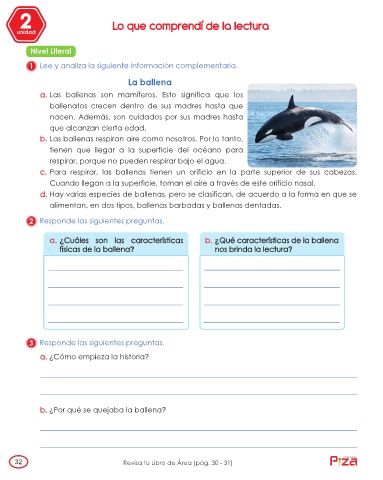 2
unidad
Lo que comprendí de la lectura
Nivel Literal
1 Lee y analiza la siguiente información complementaria.
La ballena
a. Las ballenas son mamíferos. Esto significa que los
ballenatos crecen dentro de sus madres hasta que
nacen. Además, son cuidados por sus madres hasta
que alcanzan cierta edad.
b. Las ballenas respiran aire como nosotros. Por lo tanto,
tienen que llegar a la superficie del océano para
respirar, porque no pueden respirar bajo el agua.
c. Para respirar, las ballenas tienen un orificio en la parte superior de sus cabezas.
Cuando llegan a la superficie, toman el aire a través de este orificio nasal.
d. Hay varias especies de ballenas, pero se clasifican, de acuerdo a la forma en que se
alimentan, en dos tipos, ballenas barbadas y ballenas dentadas.
2 Responde las siguientes preguntas.
a. ¿Cuáles son las características
físicas de la ballena?
b. ¿Qué características de la ballena
nos brinda la lectura?
3 Responde las siguientes preguntas.
a. ¿Cómo empieza la historia?
b. ¿Por qué se quejaba la ballena?
32
Revisa tu Libro de Área (pág. 30 - 31)